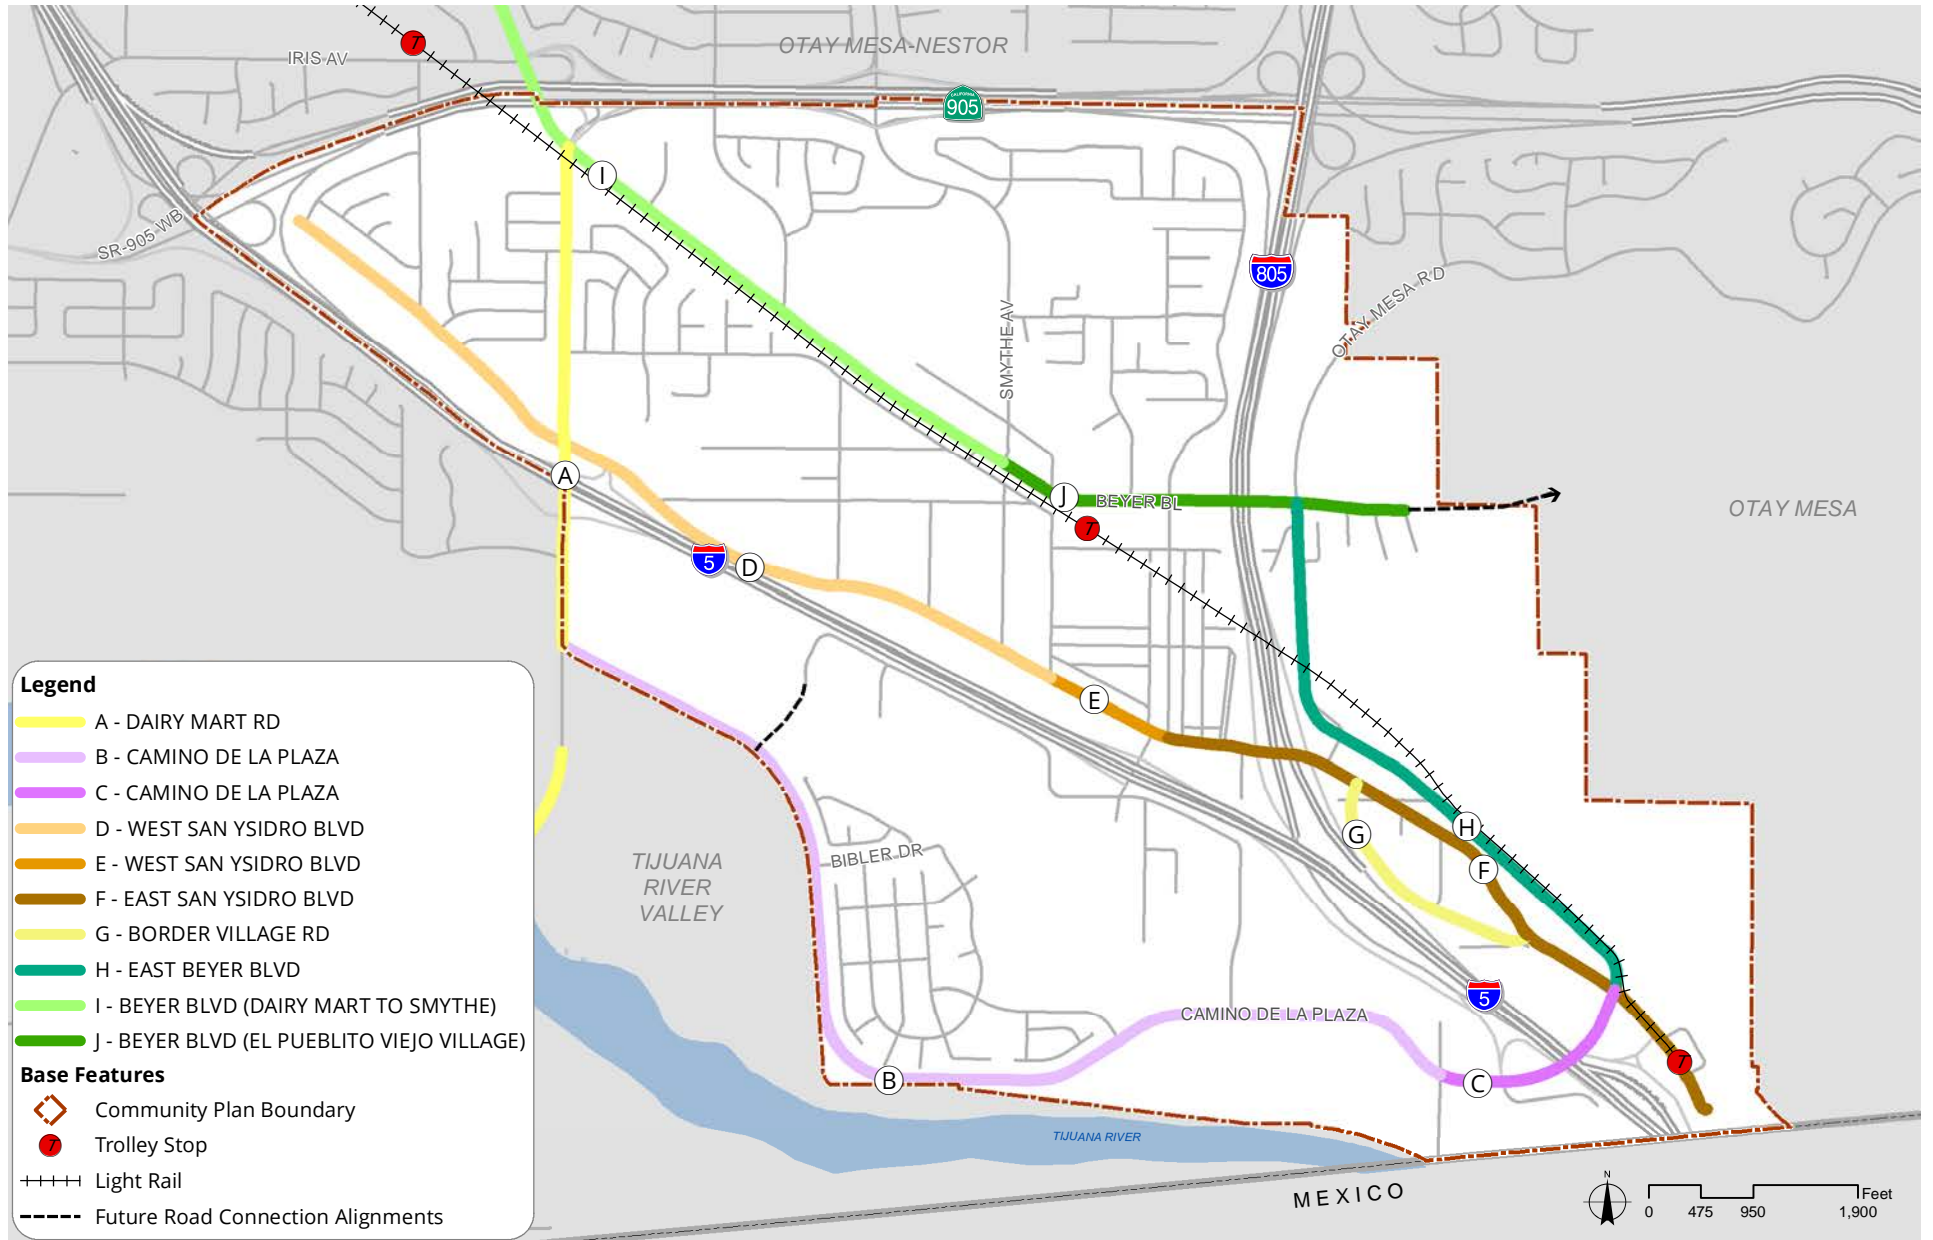 IRIS AV
OTAY MESA-NESTOR
CALIFORNIA
905
SR-905 WB
I
805
OTAY MESA RD
SMYTHE AV
A
J
BEYER BL
OTAY MESA
5
D
E
H
G
F
BIBLER DR
TIJUANA
RIVER
VALLEY
5
CAMINO DE LA PLAZA
B
C
TIJUANA RIVER
MEXICO
T
T
T
Legend
A - DAIRY MART RD
B - CAMINO DE LA PLAZA
C - CAMINO DE LA PLAZA
D - WEST SAN YSIDRO BLVD
E - WEST SAN YSIDRO BLVD
F - EAST SAN YSIDRO BLVD
G - BORDER VILLAGE RD
H - EAST BEYER BLVD
I - BEYER BLVD (DAIRY MART TO SMYTHE)
J - BEYER BLVD (EL PUEBLITO VIEJO VILLAGE)
Base Features
Community Plan Boundary
T
Trolley Stop
Light Rail
Future Road Connection Alignments
N
Feet
0 475 950 1,900